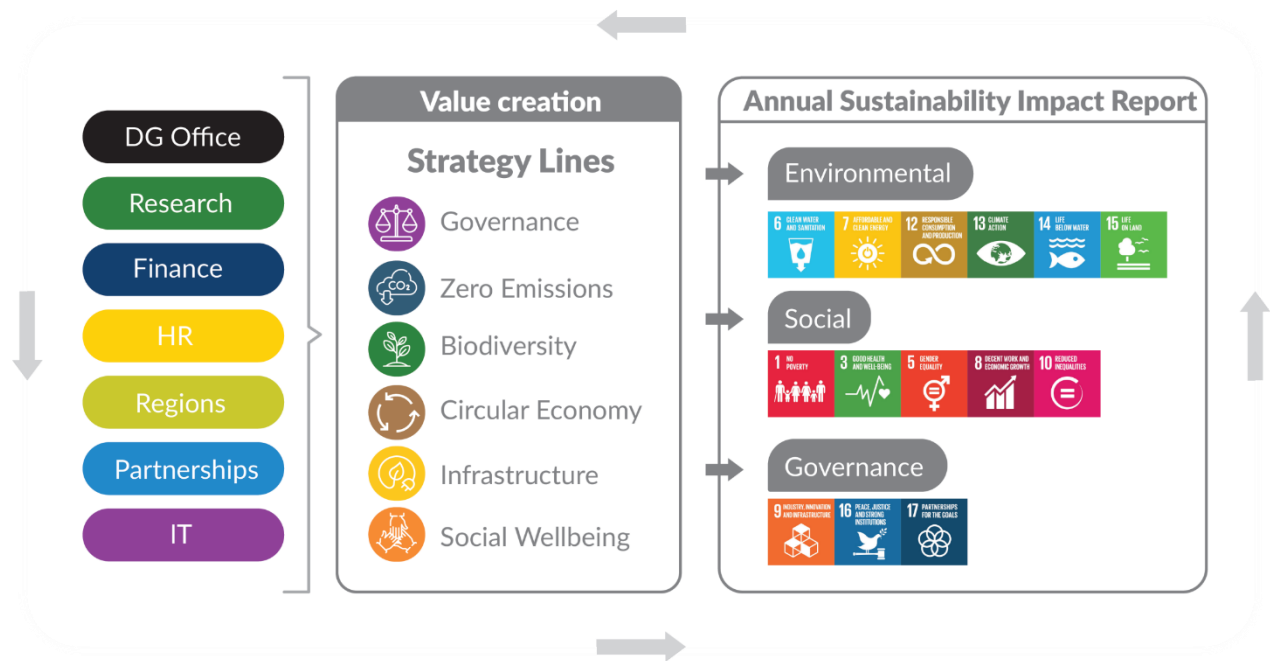 DG Office
Research
Finance
HR
Regions
Partnerships
IT
Value creation
Strategy Lines
Governance
CO₂
Zero Emissions
Biodiversity
Circular Economy
Infrastructure
Social Wellbeing
Annual Sustainability Impact Report
Environmental
6 CLEAN WATER
AND SANITATION
7 AFFORDABLE AND
CLEAN ENERGY
12 RESPONSIBLE
CONSUMPTION
AND PRODUCTION
13 CLIMATE
ACTION
14 LIFE
BELOW WATER
15 LIFE
ON LAND
Social
1 NO
POVERTY
3 GOOD HEALTH
AND WELL-BEING
5 GENDER
EQUALITY
8 DECENT WORK AND
ECONOMIC GROWTH
10 REDUCED
INEQUALITIES
Governance
9 INDUSTRY, INNOVATION
AND INFRASTRUCTURE
16 PEACE, JUSTICE
AND STRONG
INSTITUTIONS
17 PARTNERSHIPS
FOR THE GOALS